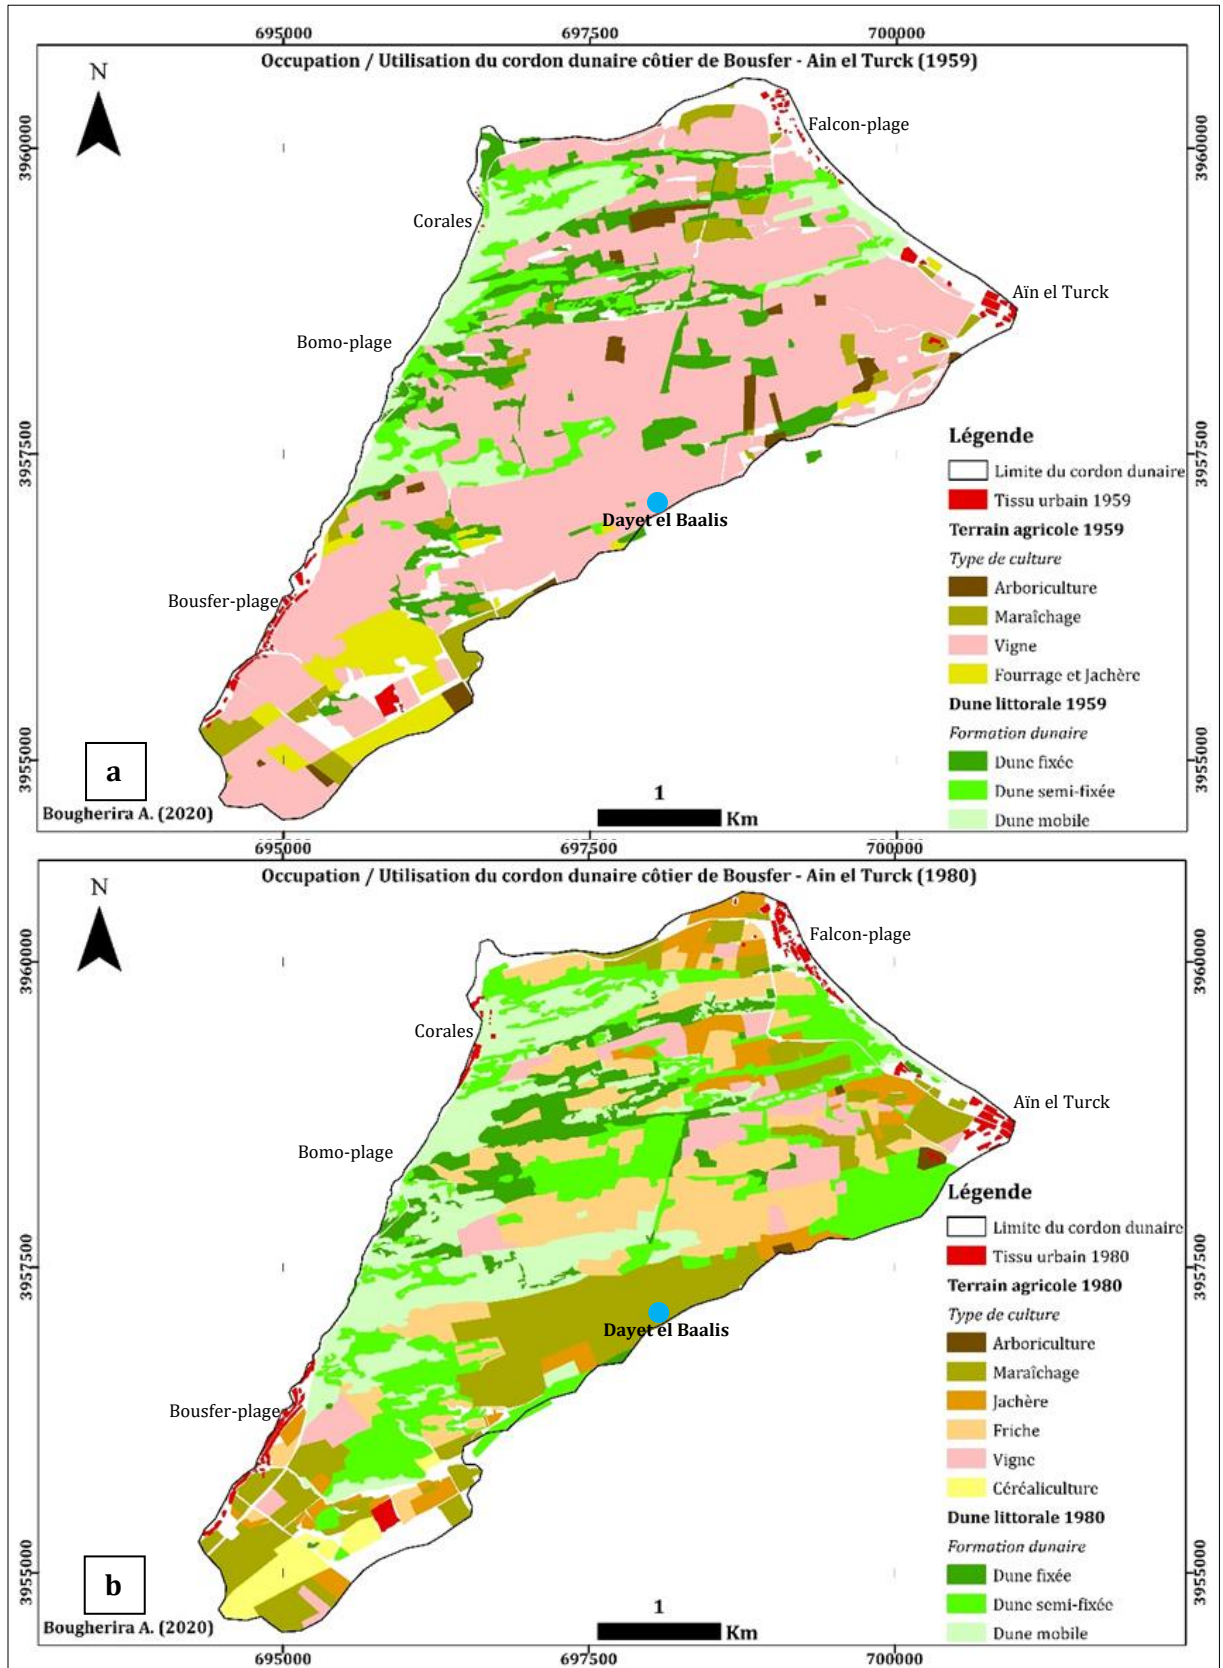 695000
697500
700000
Occupation / Utilisation du cordon dunaire côtier de Bousfer - Ain el Turck (1959)
N
Falcon-plage
3960000
3960000
Corales
Aïn el Turck
Bomo-plage
3957500
3957500
Légende
Limite du cordon dunaire
Tissu urbain 1959
Dayet el Baalis
Terrain agricole 1959
Type de culture
Arboriculture
Bousfer-plage
Maraîchage
Vigne
Fourrage et Jachère
Dune littorale 1959
Formation dunaire
3955000
3955000
a
Dune fixée
Dune semi-fixée
1
Km
Dune mobile
Bougherira A. (2020)
695000
697500
700000
Occupation / Utilisation du cordon dunaire côtier de Bousfer - Ain el Turck (1980)
N
Falcon-plage
3960000
3960000
Corales
Aïn el Turck
Bomo-plage
Légende
Limite du cordon dunaire
3957500
3957500
Tissu urbain 1980
Terrain agricole 1980
Type de culture
Dayet el Baalis
Arboriculture
Maraîchage
Jachère
Bousfer-plage
Friche
Vigne
Céréaliculture
Dune littorale 1980
Formation dunaire
3955000
3955000
b
Dune fixée
Dune semi-fixée
1
Km
Dune mobile
Bougherira A. (2020)
695000
697500
700000